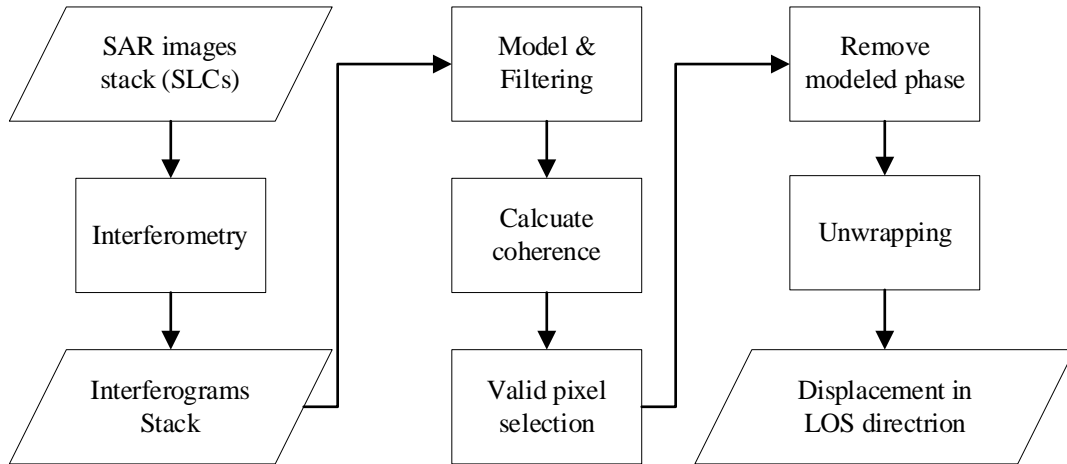 SAR images
stack (SLCs)
Interferometry
Interferograms
Stack
Model &
Filtering
Calcuate
coherence
Valid pixel
selection
Remove
modeled phase
Unwrapping
Displacement in
LOS directrion